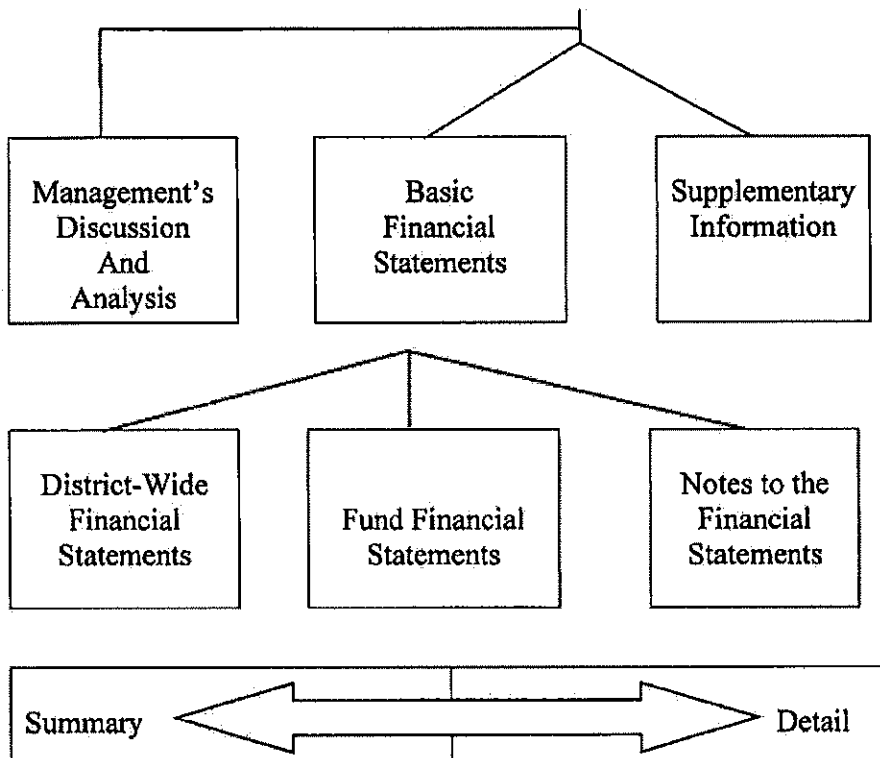 Management's
Discussion
And
Analysis
Basic
Financial
Statements
Supplementary
Information
District-Wide
Financial
Statements
Fund Financial
Statements
Notes to the
Financial
Statements
Summary
Detail